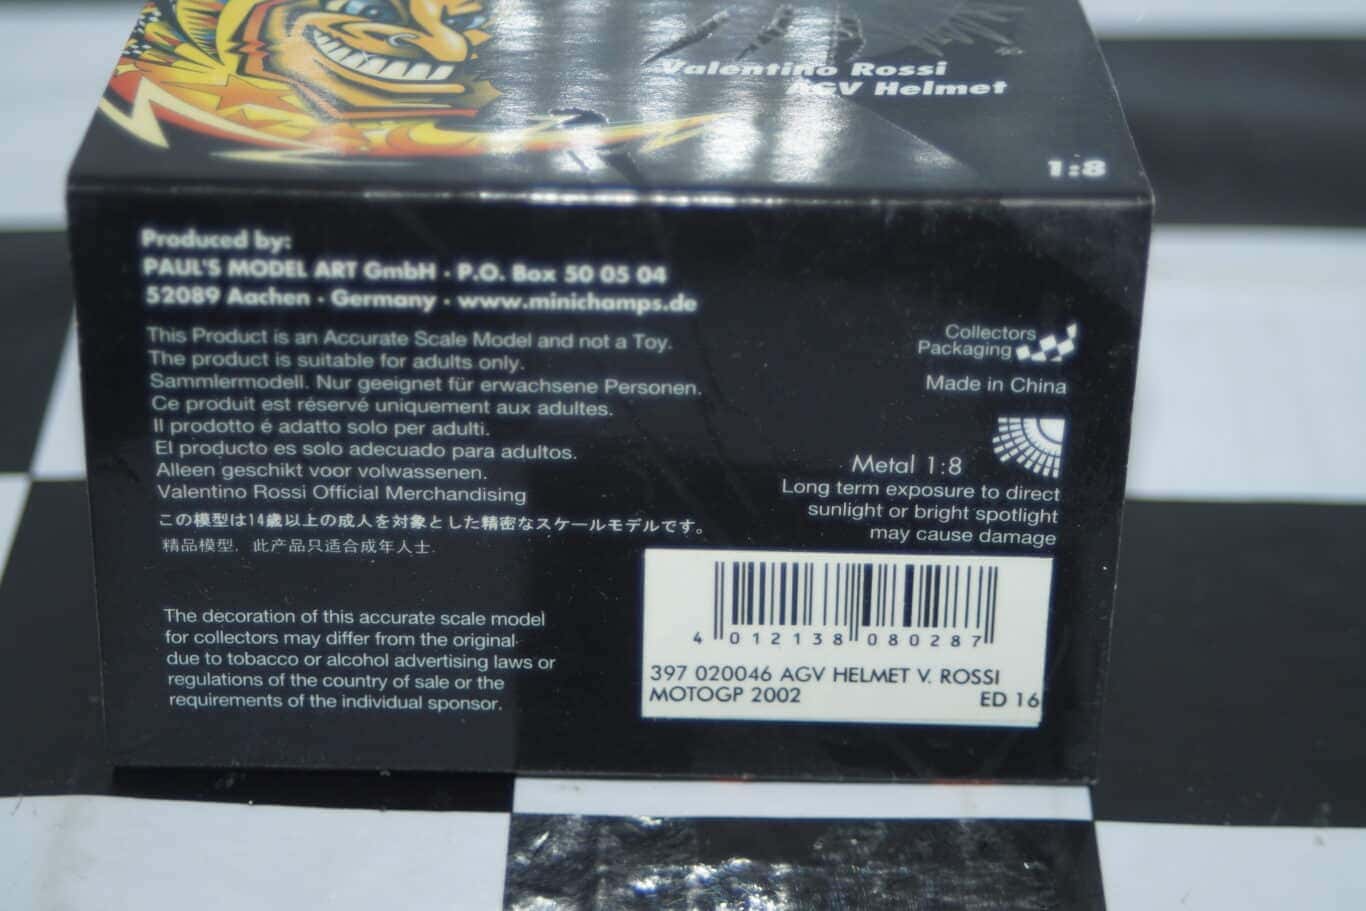 Valentino Rossi
AGV Helmet
1:8
Produced by:
PAUL'S MODEL ART GmbH · P.O. Box 50 05 04
52089 Aachen · Germany · www.minichamps.de
This Product is an Accurate Scale Model and not a Toy.
The product is suitable for adults only.
Sammlermodell. Nur geeignet für erwachsene Personen.
Ce produit est réservé uniquement aux adultes.
Il prodotto é adatto solo per adulti.
El producto es solo adecuado para adultos.
Alleen geschikt voor volwassenen.
Valentino Rossi Official Merchandising
この模型は14歳以上の成人を対象とした精密なスケールモデルです。
精品模型. 此产品只适合成年人士.
The decoration of this accurate scale model
for collectors may differ from the original
due to tobacco or alcohol advertising laws or
regulations of the country of sale or the
requirements of the individual sponsor.
Collectors
Packaging
Made in China
Metal 1:8
Long term exposure to direct
sunlight or bright spotlight
may cause damage
4 012138 080287
397 020046 AGV HELMET V. ROSSI
MOTOGP 2002 ED 16